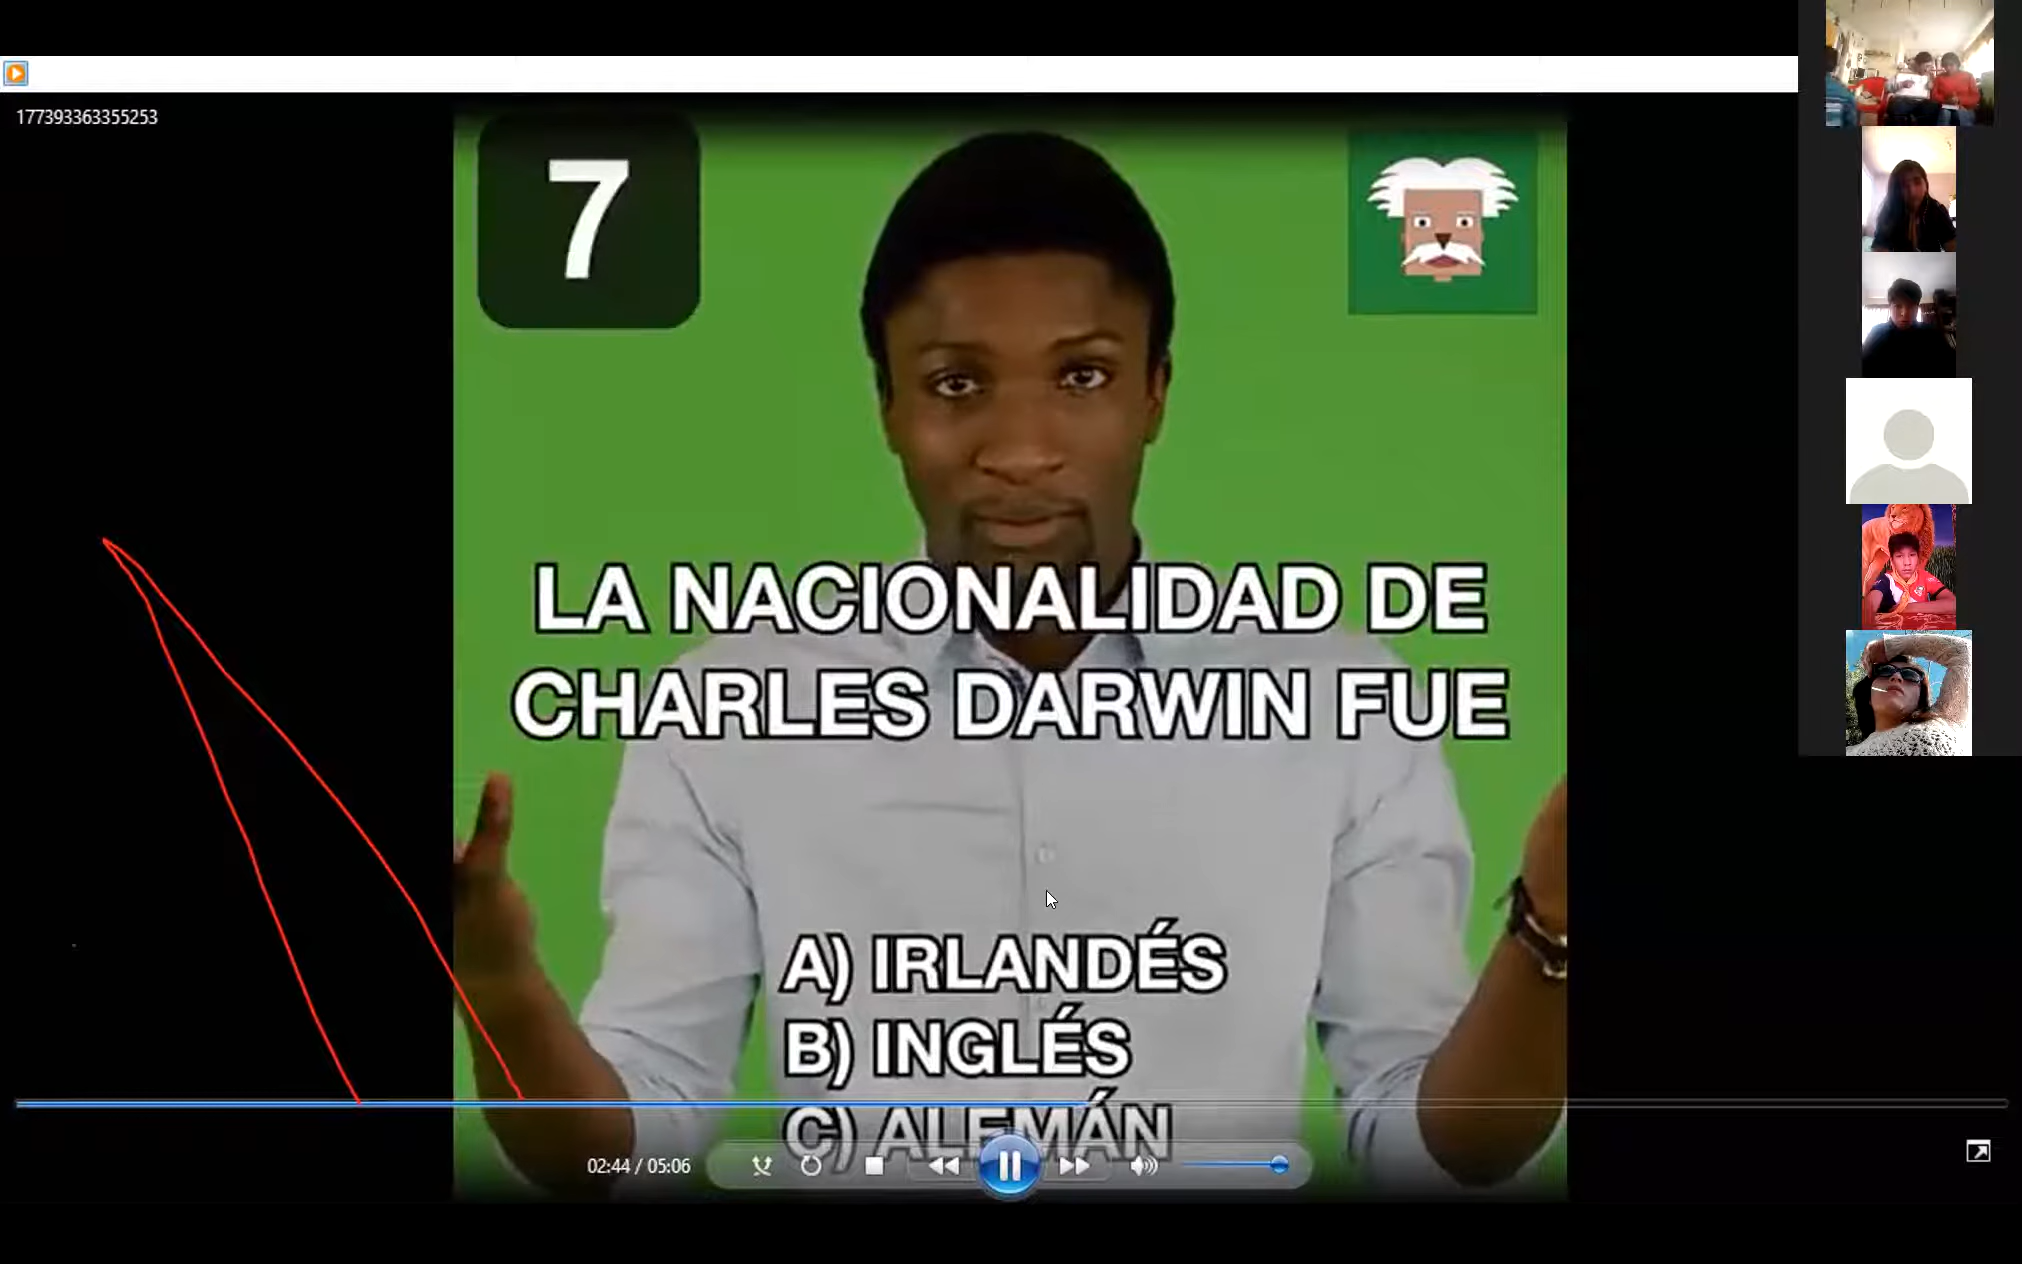 177393363355253
7
LA NACIONALIDAD DE
CHARLES DARWIN FUE
A) IRLANDÉS
B) INGLÉS
C) ALEMÁN
02:44 / 05:06